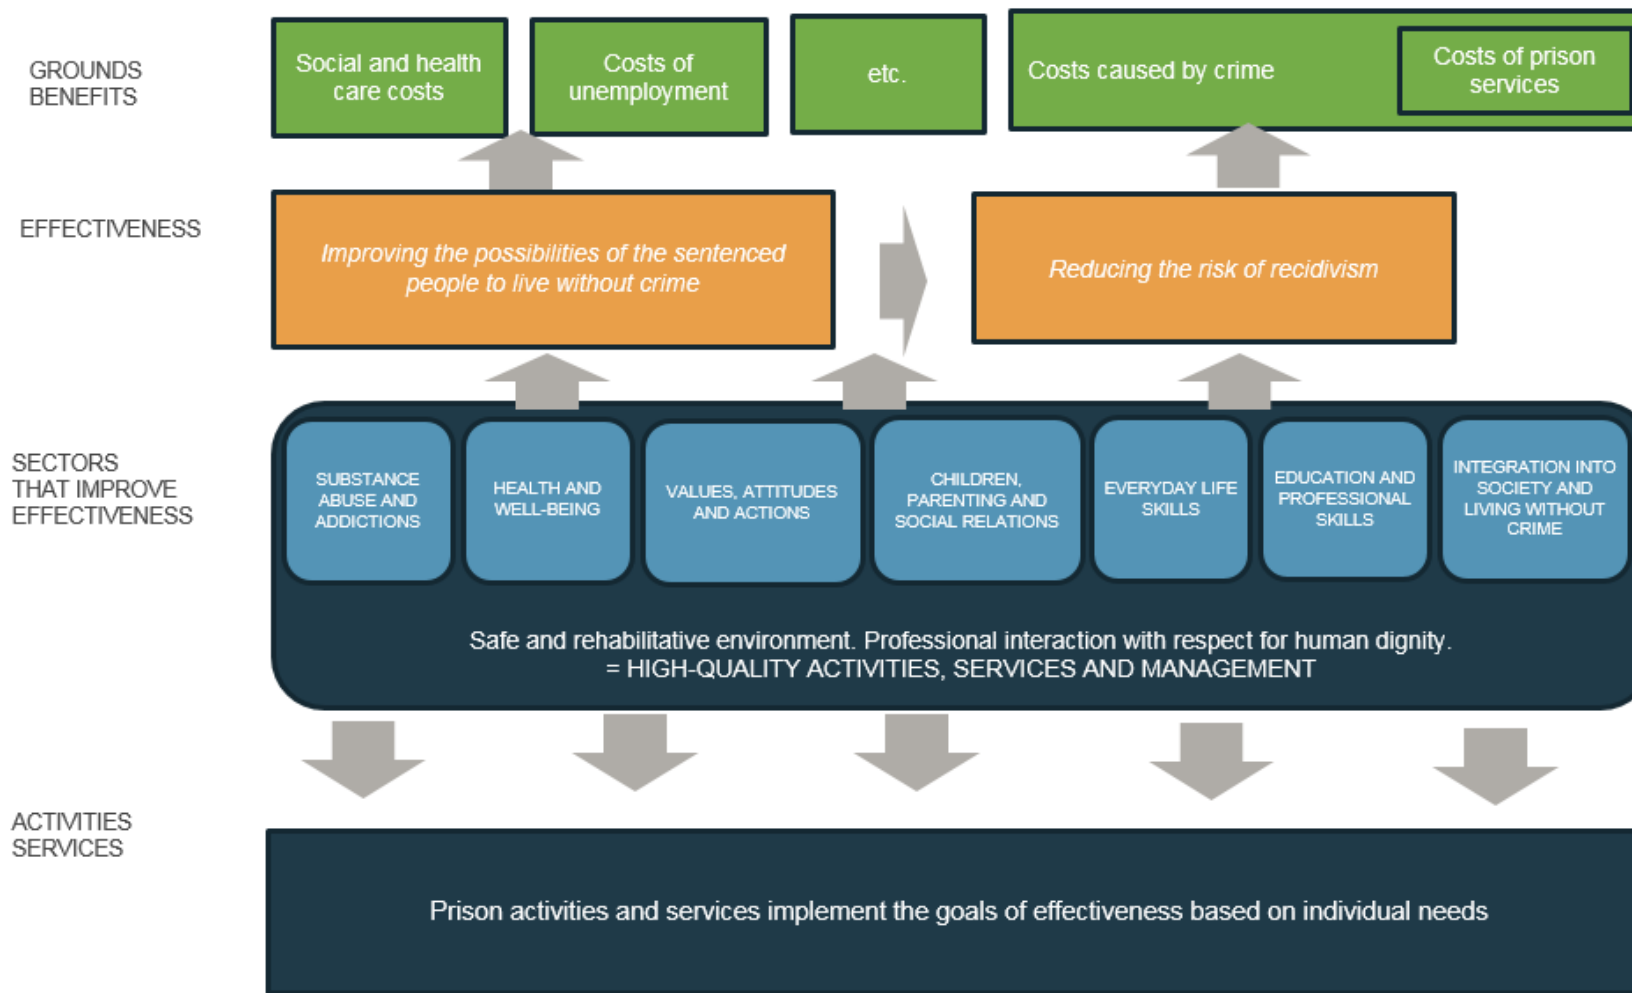 GROUNDS
BENEFITS
Social and health
care costs
Costs of
unemployment
etc.
Costs caused by crime
Costs of prison
services
EFFECTIVENESS
Improving the possibilities of the sentenced
people to live without crime
Reducing the risk of recidivism
SECTORS
THAT IMPROVE
EFFECTIVENESS
SUBSTANCE
ABUSE AND
ADDICTIONS
HEALTH AND
WELL-BEING
VALUES, ATTITUDES
AND ACTIONS
CHILDREN,
PARENTING AND
SOCIAL RELATIONS
EVERYDAY LIFE
SKILLS
EDUCATION AND
PROFESSIONAL
SKILLS
INTEGRATION INTO
SOCIETY AND
LIVING WITHOUT
CRIME
Safe and rehabilitative environment. Professional interaction with respect for human dignity.
= HIGH-QUALITY ACTIVITIES, SERVICES AND MANAGEMENT
ACTIVITIES
SERVICES
Prison activities and services implement the goals of effectiveness based on individual needs